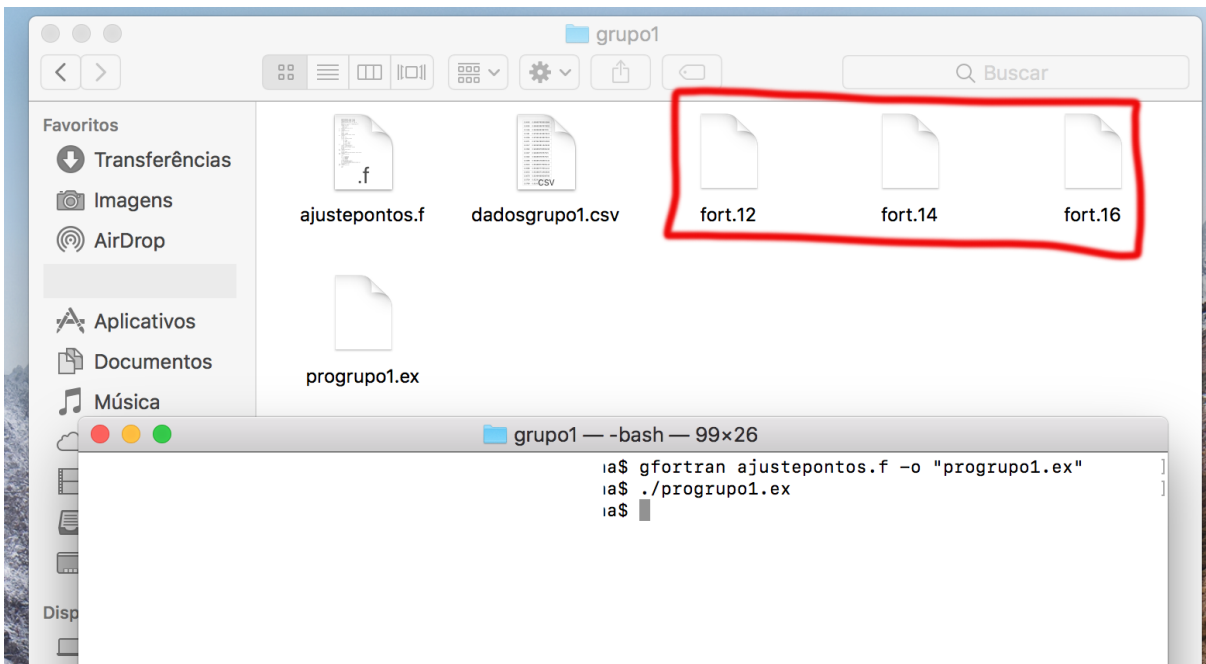 grupo1
Buscar
Favoritos
Transferências
Imagens
AirDrop
Aplicativos
Documentos
Música
Disp
.f
CSV
ajustepontos.f
dadosgrupo1.csv
fort.12
fort.14
fort.16
progrupo1.ex
grupo1 — -bash — 99×26
a$ gfortran ajustepontos.f -o "progrupo1.ex"
a$ ./progrupo1.ex
a$